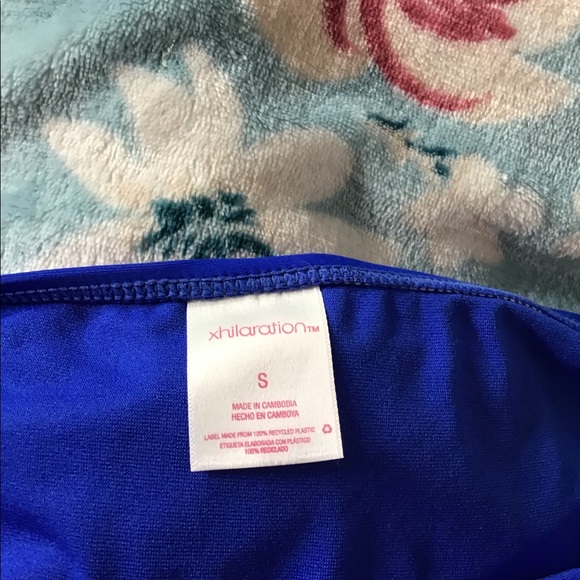 xhilaration™
S
MADE IN CAMBODIA
HECHO EN CAMBOYA
LABEL MADE FROM 100% RECYCLED PLASTIC
ETIQUETA ELABORADA CON PLÁSTICO
100% RECICLADO